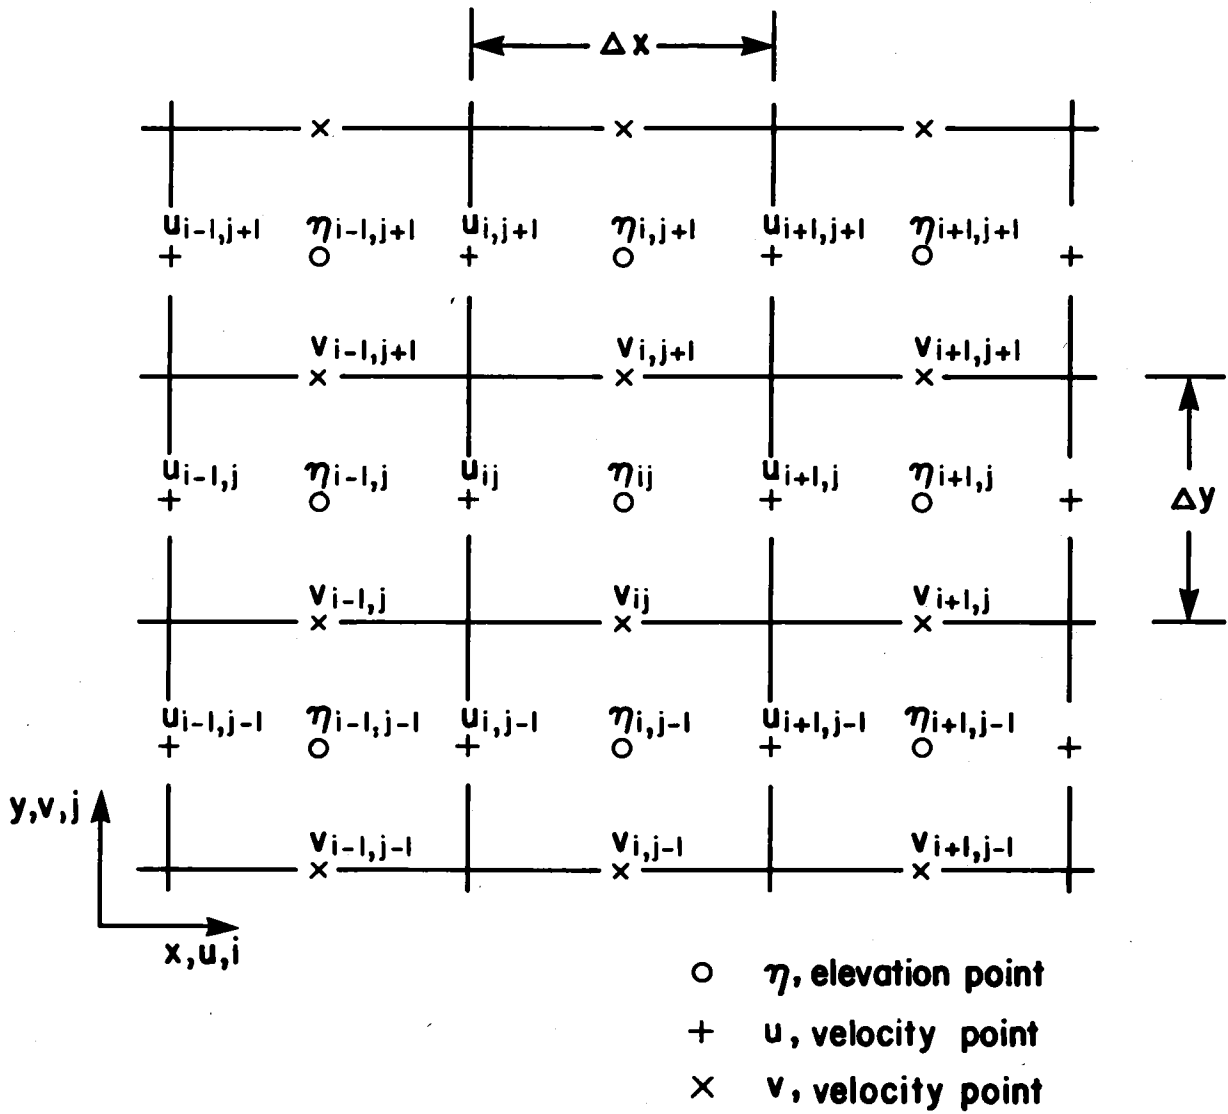 Δx
u i-1,j+1 η i-1,j+1 u i,j+1 η i,j+1 u i+1,j+1 η i+1,j+1
v i-1,j+1 v i,j+1 v i+1,j+1
u i-1,j η i-1,j u ij η ij u i+1,j η i+1,j
Δy
v i-1,j v ij v i+1,j
u i-1,j-1 η i-1,j-1 u i,j-1 η i,j-1 u i+1,j-1 η i+1,j-1
y,v,j
v i-1,j-1 v i,j-1 v i+1,j-1
x,u,i
η, elevation point
u, velocity point
v, velocity point